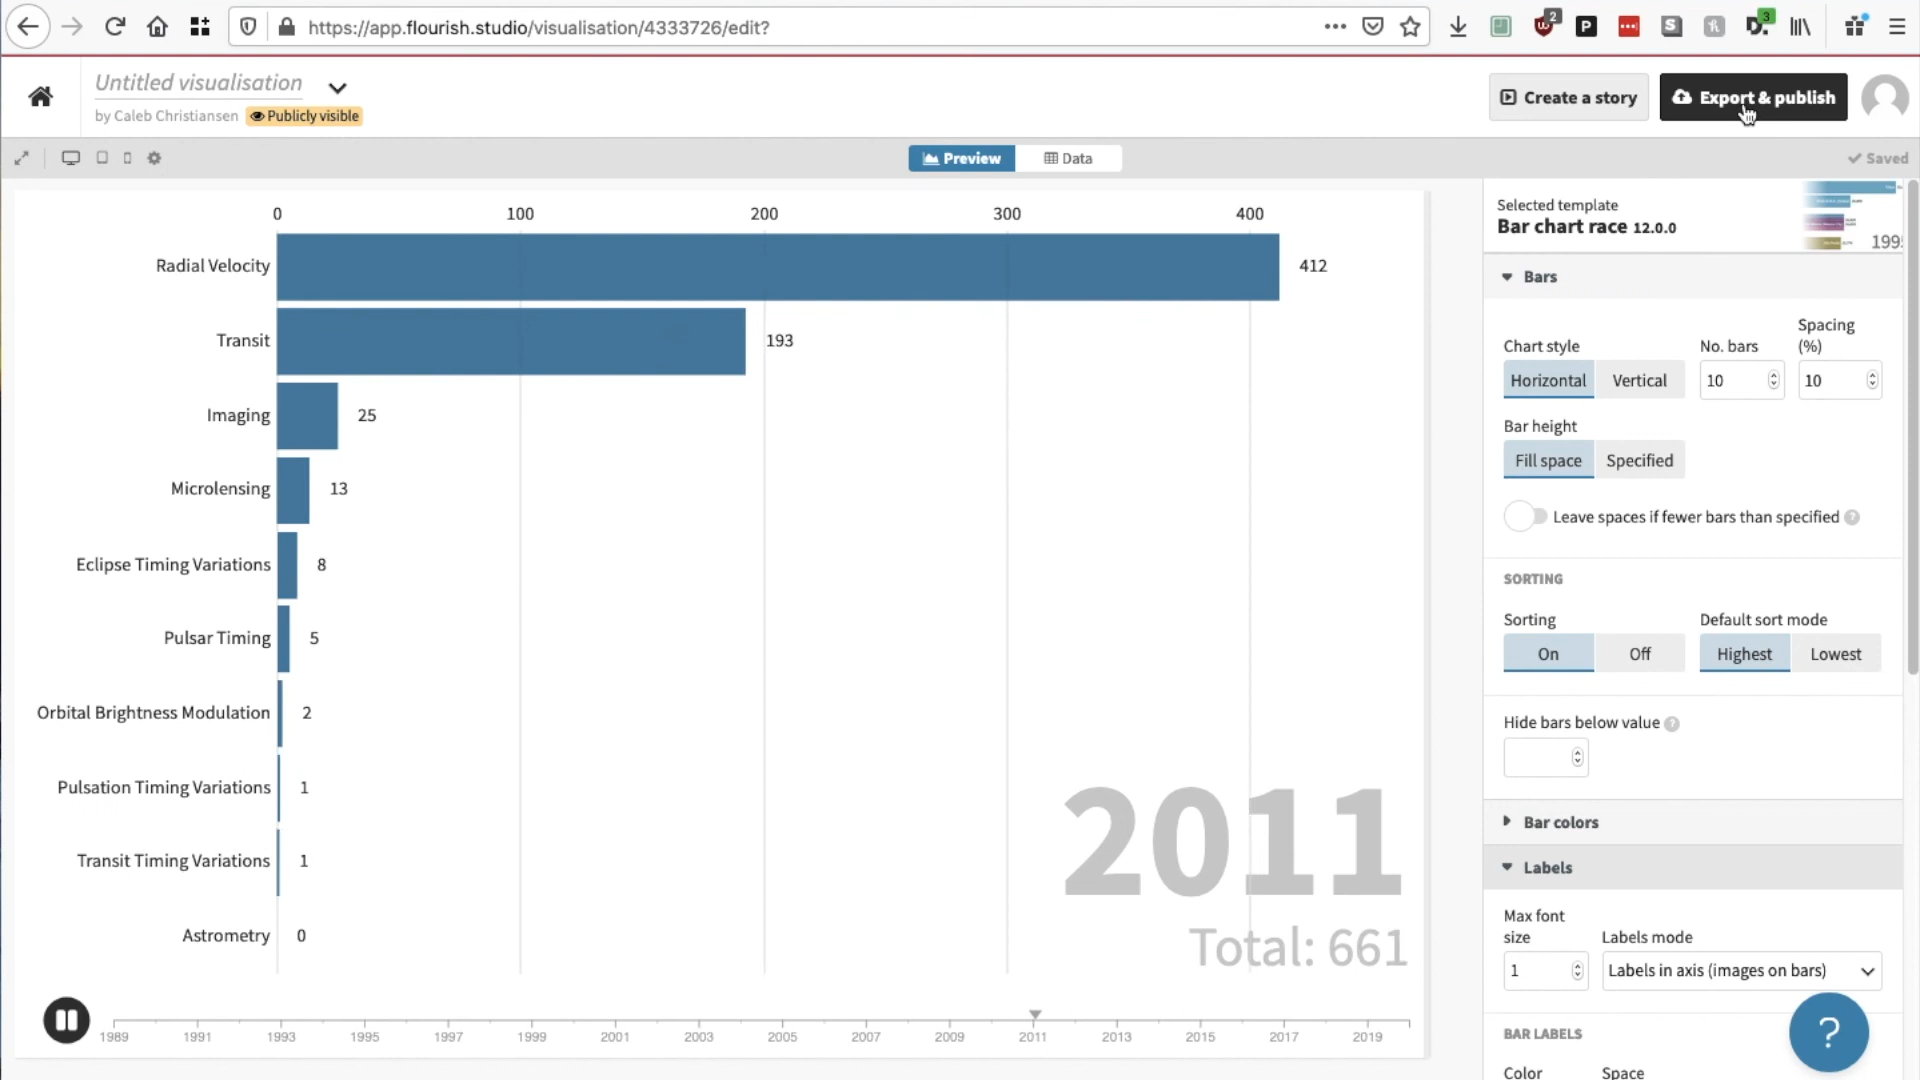 https://app.flourish.studio/visualisation/4333726/edit?
2
3
Untitled visualisation
by Caleb Christiansen
Publicly visible
Create a story
Export & publish
Preview
Data
Saved
0 100 200 300 400
Radial Velocity 412
Transit 193
Imaging 25
Microlensing 13
Eclipse Timing Variations 8
Pulsar Timing 5
Orbital Brightness Modulation 2
Pulsation Timing Variations 1
Transit Timing Variations 1
Astrometry 0
2011
Total: 661
1989 1991 1993 1995 1997 1999 2001 2003 2005 2007 2009 2011 2013 2015 2017 2019
Selected template
Bar chart race 12.0.0
Bars
Chart style
No. bars
Spacing
(%)
Horizontal Vertical 10 10
Bar height
Fill space Specified
Leave spaces if fewer bars than specified ?
SORTING
Sorting Default sort mode
On Off Highest Lowest
Hide bars below value ?
Bar colors
Labels
Max font
size
Labels mode
1 Labels in axis (images on bars)
BAR LABELS
Color Space
?